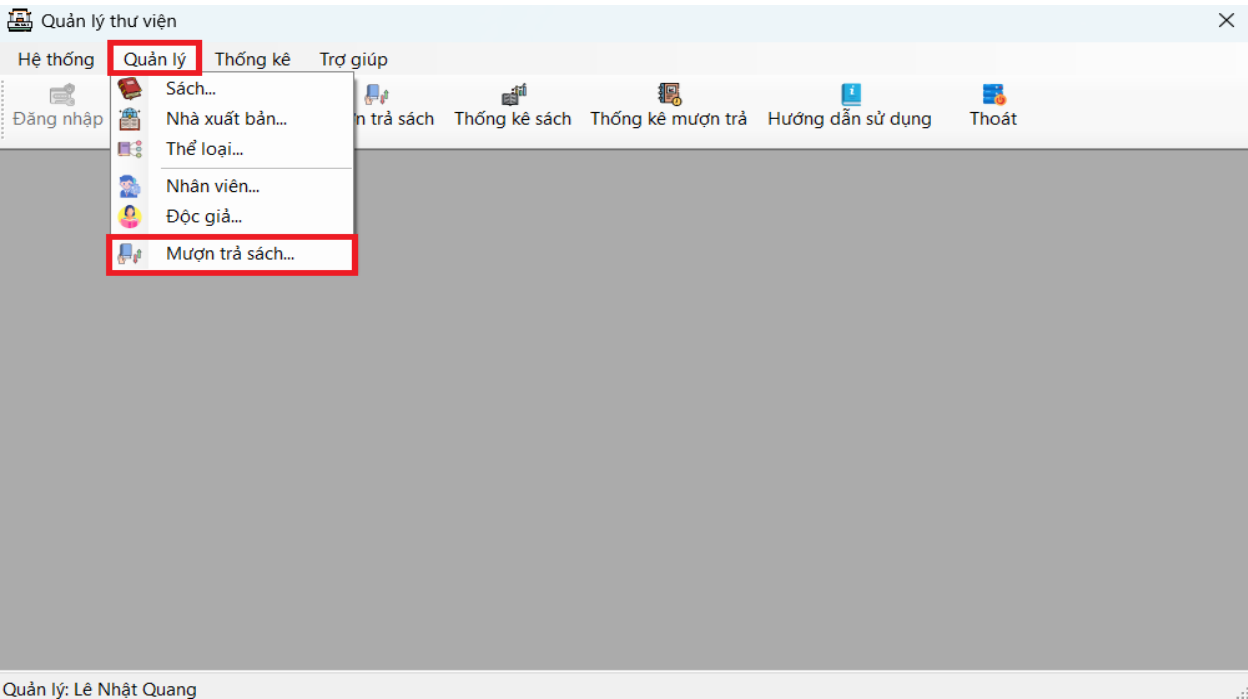 Quản lý thư viện
Hệ thống Quản lý Thống kê Trợ giúp
Đăng nhập trả sách Thống kê sách Thống kê mượn trả Hướng dẫn sử dụng Thoát
Sách...
Nhà xuất bản...
Thể loại...
Nhân viên...
Độc giả...
Mượn trả sách...
Quản lý: Lê Nhật Quang